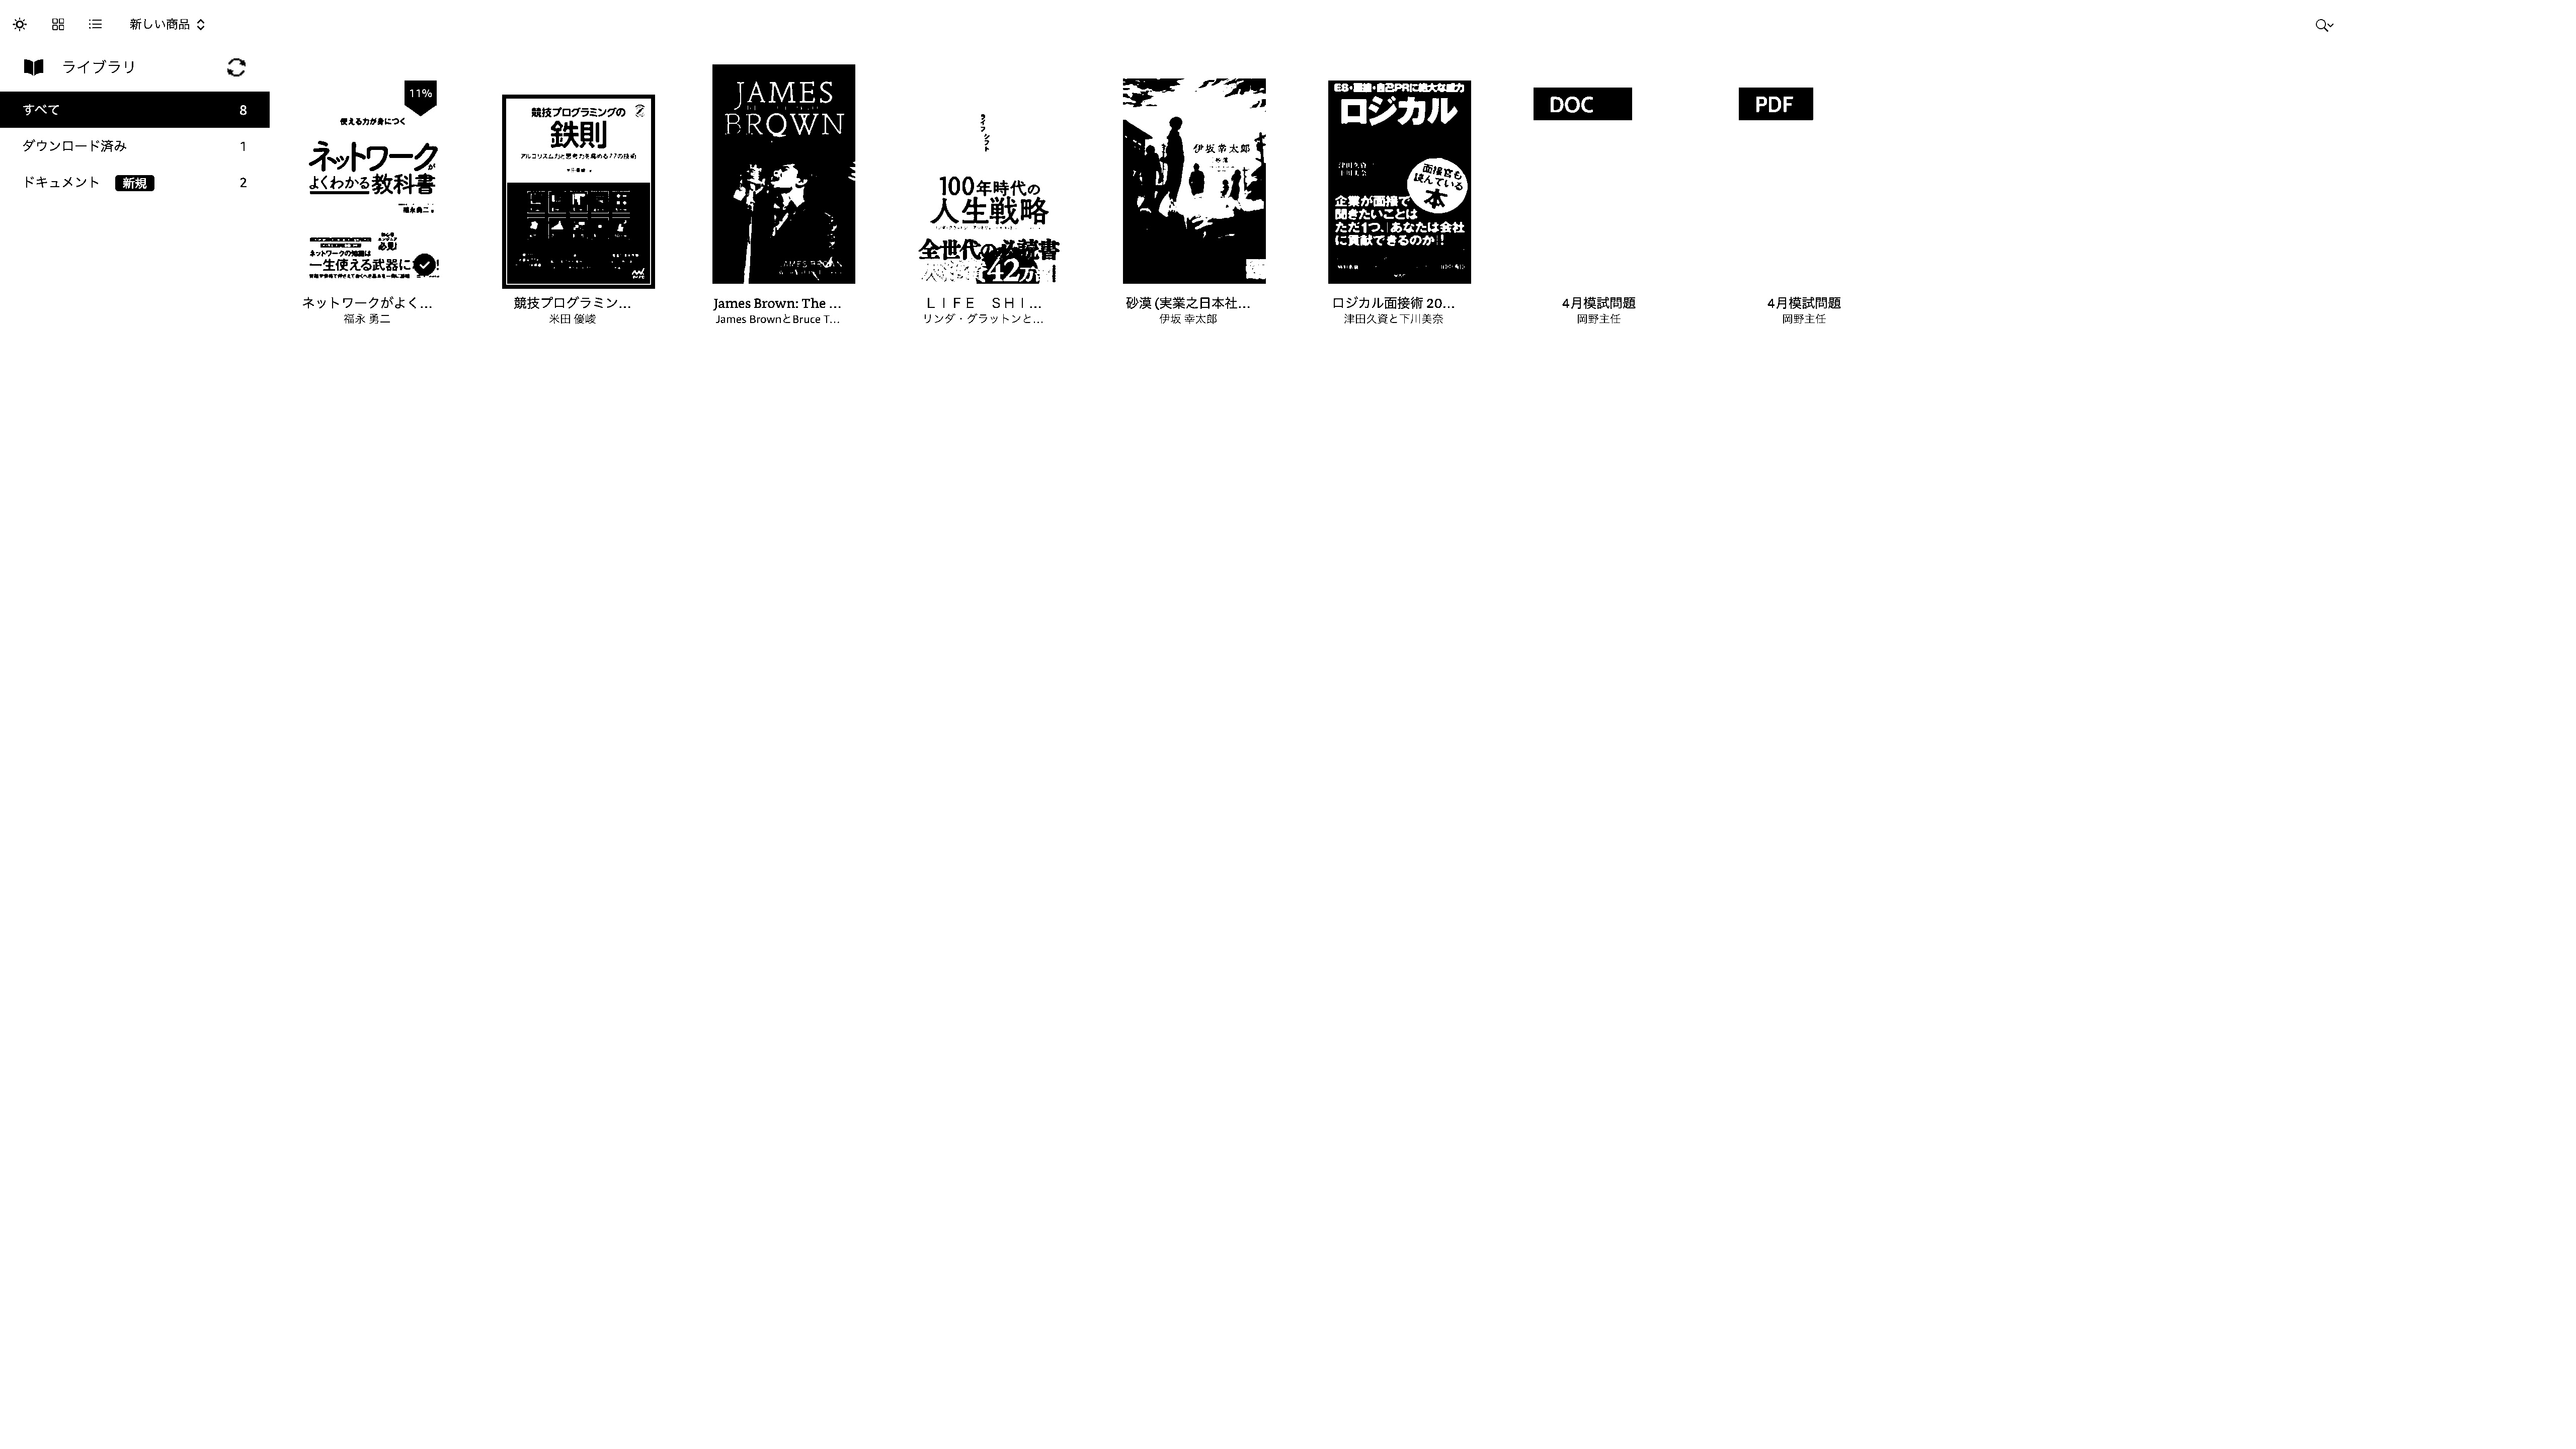 新しい商品
ライブラリ
すべて 8
ダウンロード済み 1
ドキュメント 新規 2
11%
使える力が身につく
ネットワークが
よくわかる教科書
福永勇二 著
必見!
ネットワークの知識は
一生使える武器に
ネットワークがよく…
福永 勇二
競技プログラミングの
鉄則
アルゴリズム力と思考力を高める77の技術
競技プログラミン…
米田 優峻
JAMES
BROWN
JAMES BROWN
James Brown: The …
James BrownとBruce T…
ライフ シフト
100年時代の
人生戦略
全世代の必読書
42万
ＬＩＦＥ　ＳＨＩ…
リンダ・グラットンと…
伊坂幸太郎
砂漠
砂漠 (実業之日本社…
伊坂 幸太郎
ES・面接・自己PRに絶大な威力
ロジカル
津田久資
下川美奈
面接官も
読んでいる
本
企業が面接で
聞きたいことは
ただ1つ、あなたは会社
に貢献できるのか!!
ロジカル面接術 20…
津田久資と下川美奈
DOC
4月模試問題
岡野主任
PDF
4月模試問題
岡野主任